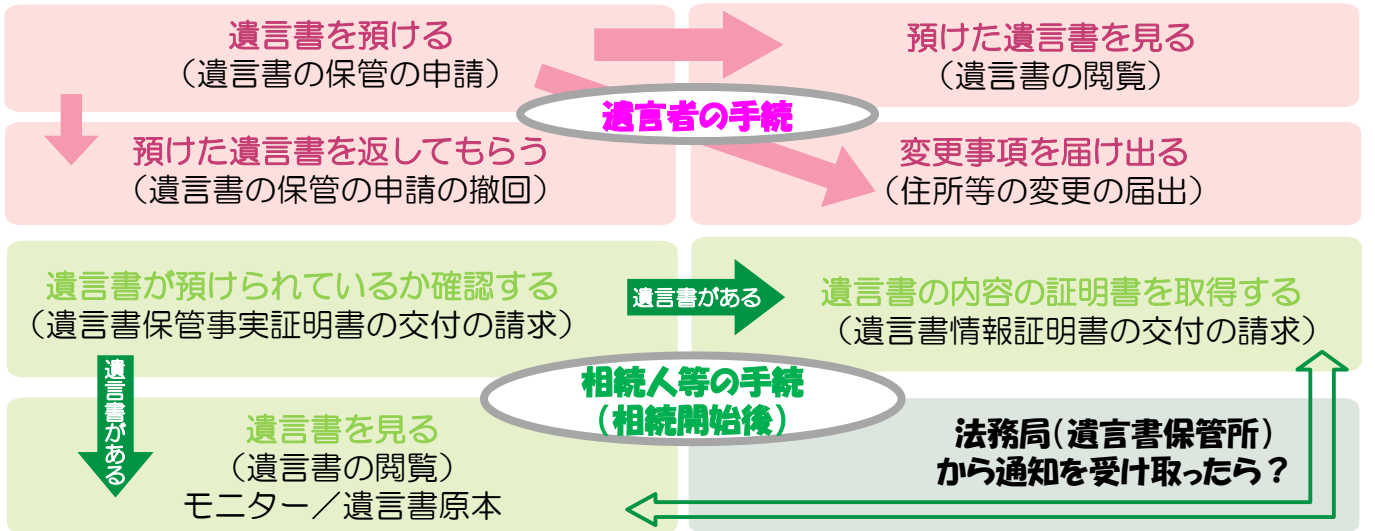 遺言書を預ける
（遺言書の保管の申請）
預けた遺言書を見る
（遺言書の閲覧）
遺言者の手続
預けた遺言書を返してもらう
（遺言書の保管の申請の撤回）
変更事項を届け出る
（住所等の変更の届出）
遺言書が預けられているか確認する
（遺言書保管事実証明書の交付の請求）
遺言書がある
遺言書の内容の証明書を取得する
（遺言書情報証明書の交付の請求）
遺言書がある
相続人等の手続
（相続開始後）
遺言書を見る
（遺言書の閲覧）
モニター／遺言書原本
法務局（遺言書保管所）
から通知を受け取ったら？